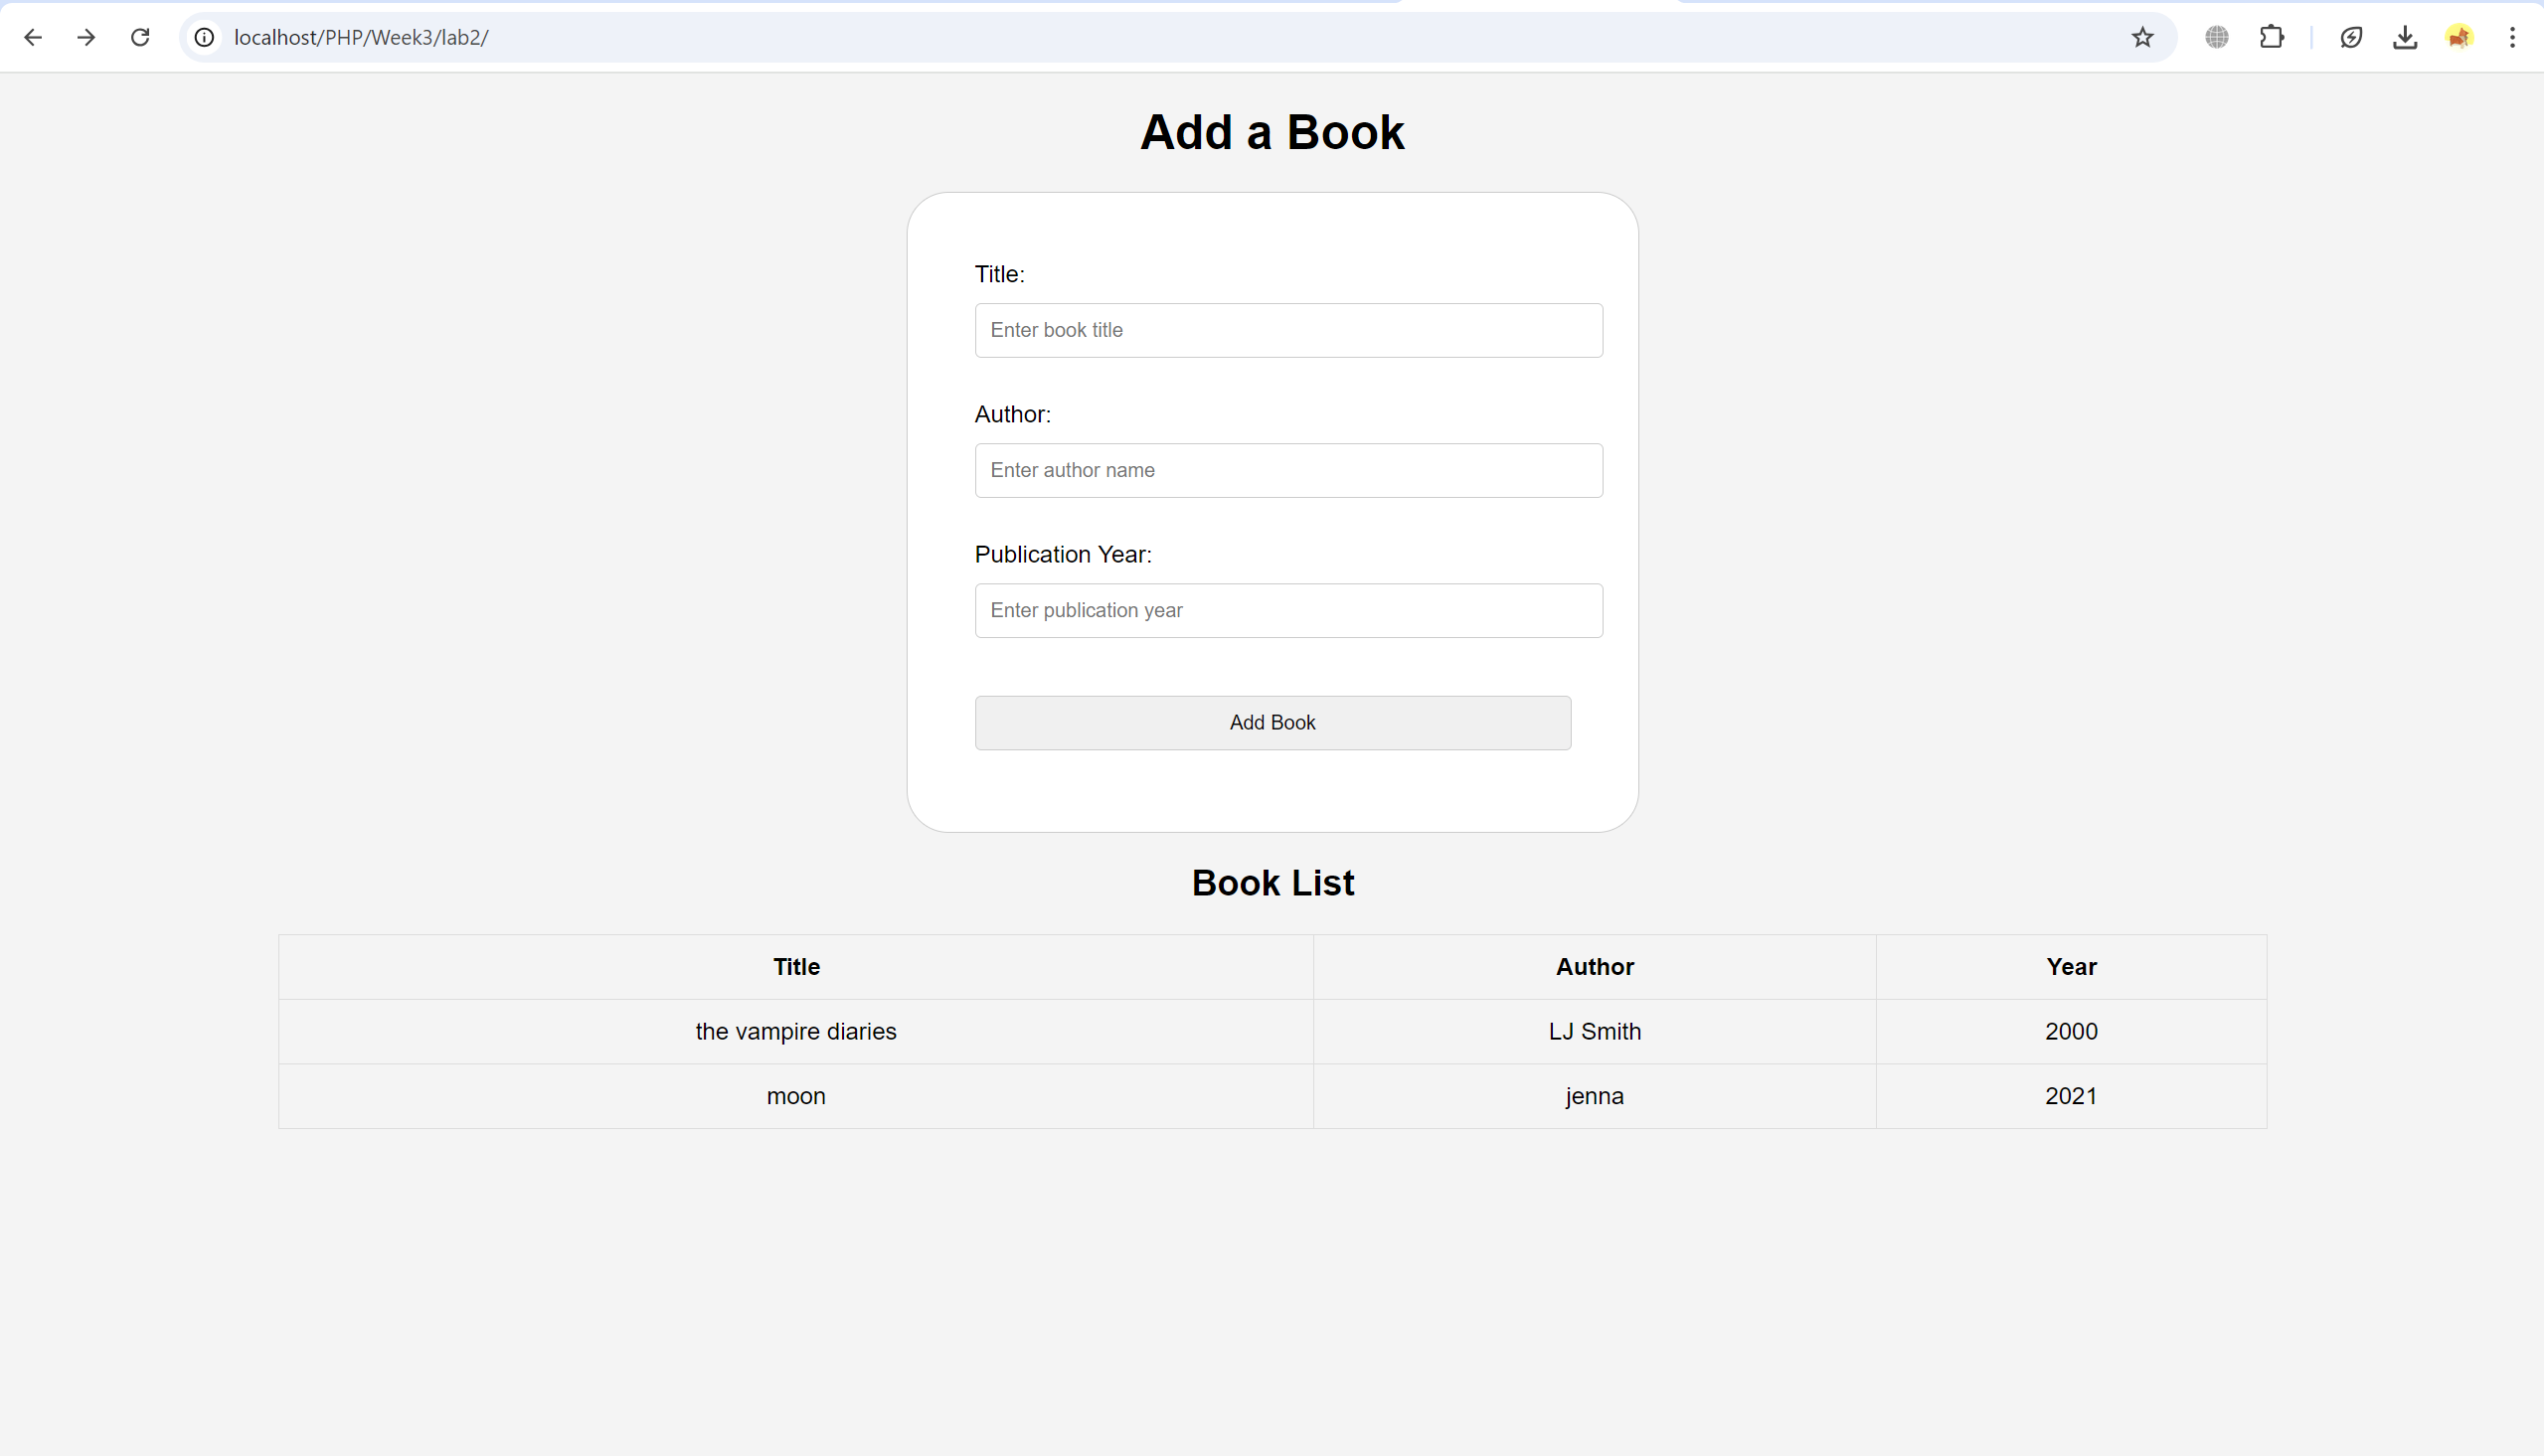 localhost/PHP/Week3/lab2/
Add a Book
Title:
Enter book title
Author:
Enter author name
Publication Year:
Enter publication year
Add Book
Book List
Title Author Year
the vampire diaries LJ Smith 2000
moon jenna 2021